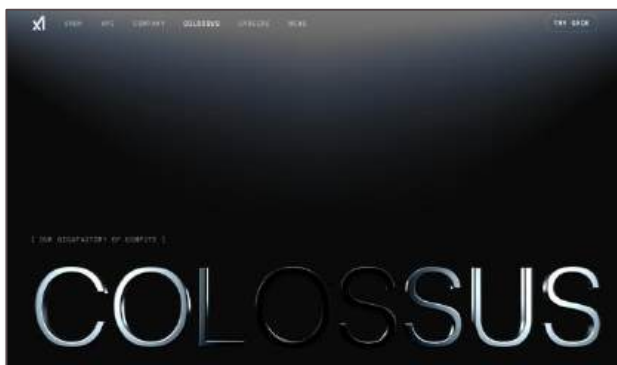 xAI GROK API COMPANY COLOSSUS CAREERS NEWS TRY GROK
[ OUR GIGAFACTORY OF COMPUTE ]
COLOSSUS